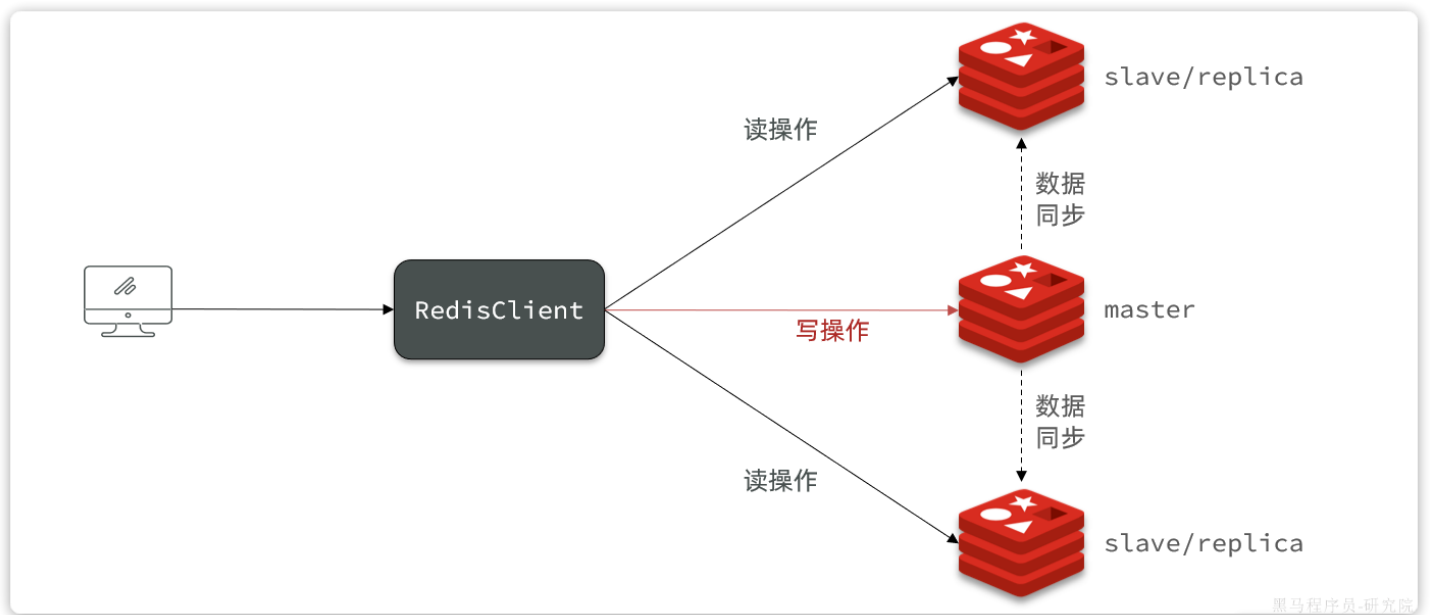 slave/replica
读操作
数据
同步
RedisClient
master
写操作
数据
同步
读操作
slave/replica
黑马程序员-研究院